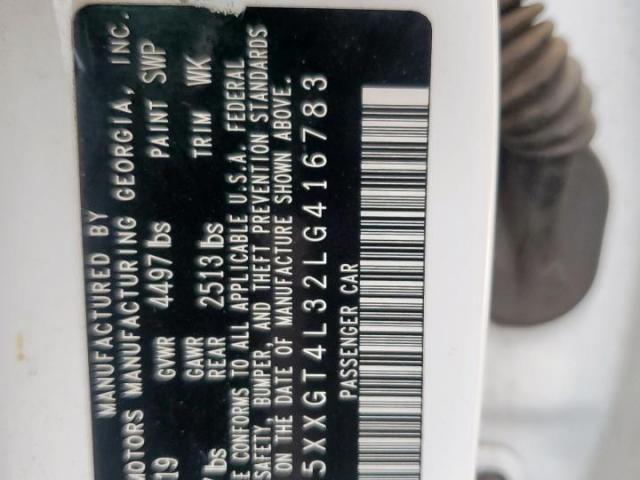 MANUFACTURED BY
MOTORS MANUFACTURING GEORGIA, INC.
19 GVWR 4497 lbs PAINT SWP
GAWR
lbs REAR 2513 lbs TRIM WK
CONFORMS TO ALL APPLICABLE U.S.A. FEDERAL
SAFETY, BUMPER, AND THEFT PREVENTION STANDARDS
ON THE DATE OF MANUFACTURE SHOWN ABOVE.
5XXGT4L32LG416783
PASSENGER CAR